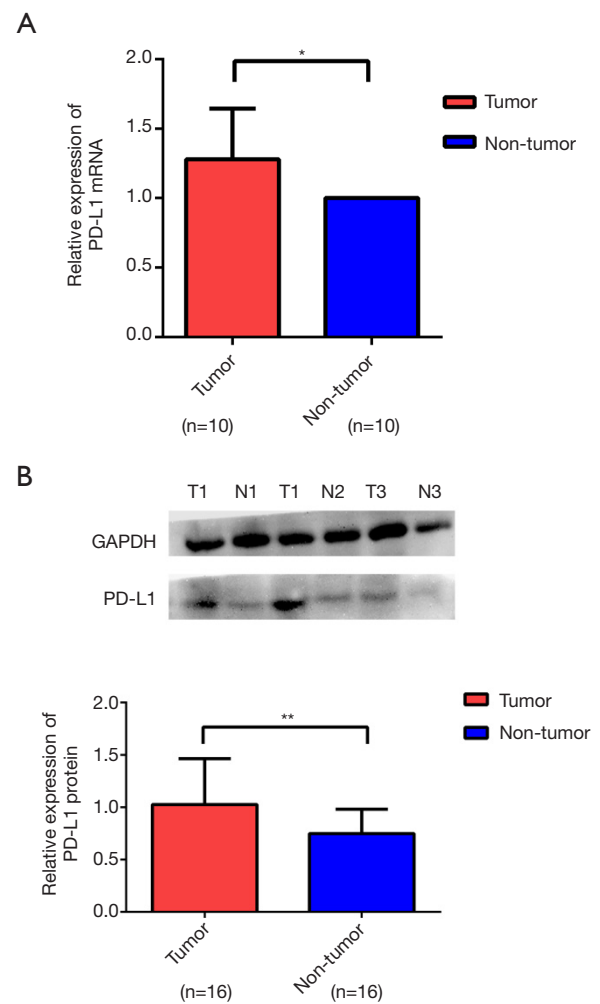 A
*
2.0
1.5
1.0
0.5
0.0
Relative expression of
PD-L1 mRNA
Tumor
Non-tumor
Tumor
Non-tumor
(n=10)
(n=10)
B
T1 N1 T1 N2 T3 N3
GAPDH
PD-L1
**
2.0
1.5
1.0
0.5
0.0
Relative expression of
PD-L1 protein
Tumor
Non-tumor
Tumor
Non-tumor
(n=16)
(n=16)